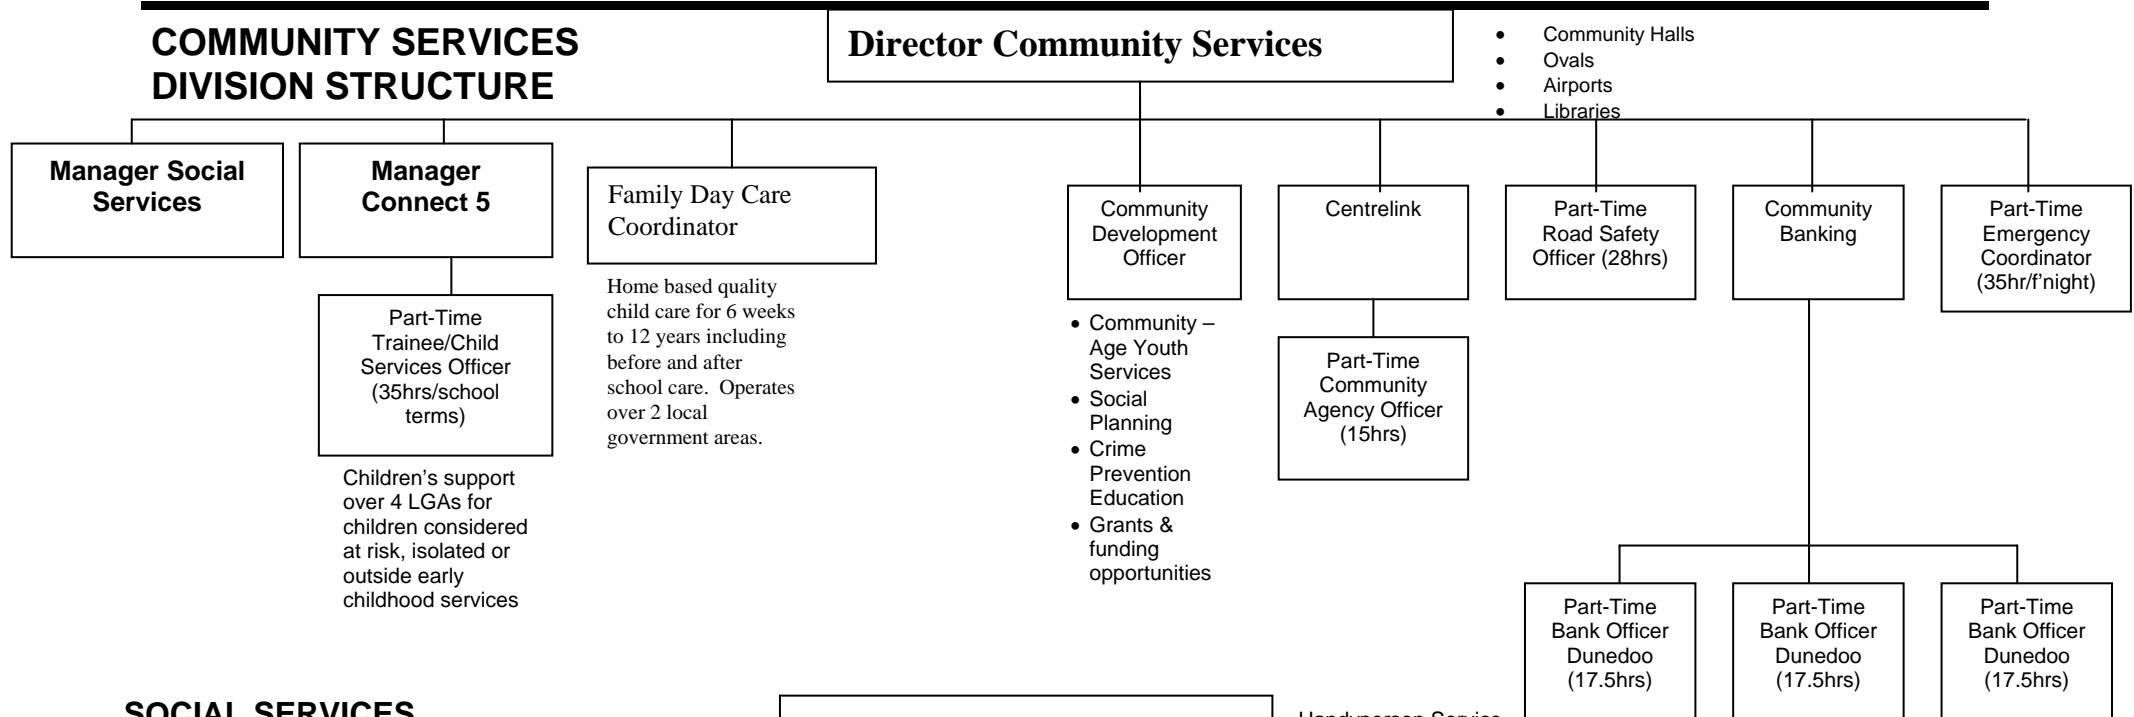 COMMUNITY SERVICES
DIVISION STRUCTURE
Director Community Services
• Community Halls
• Ovals
• Airports
• Libraries
Manager Social
Services
Manager
Connect 5
Family Day Care
Coordinator
Community
Development
Officer
Centrelink
Part-Time
Road Safety
Officer (28hrs)
Community
Banking
Part-Time
Emergency
Coordinator
(35hr/f’night)
Part-Time
Trainee/Child
Services Officer
(35hrs/school
terms)
Children’s support
over 4 LGAs for
children considered
at risk, isolated or
outside early
childhood services
Home based quality
child care for 6 weeks
to 12 years including
before and after
school care.  Operates
over 2 local
government areas.
• Community –
Age Youth
Services
• Social
Planning
• Crime
Prevention
Education
• Grants &
funding
opportunities
Part-Time
Community
Agency Officer
(15hrs)
Part-Time
Bank Officer
Dunedoo
(17.5hrs)
Part-Time
Bank Officer
Dunedoo
(17.5hrs)
Part-Time
Bank Officer
Dunedoo
(17.5hrs)
SOCIAL SERVICES
Handyperson Service